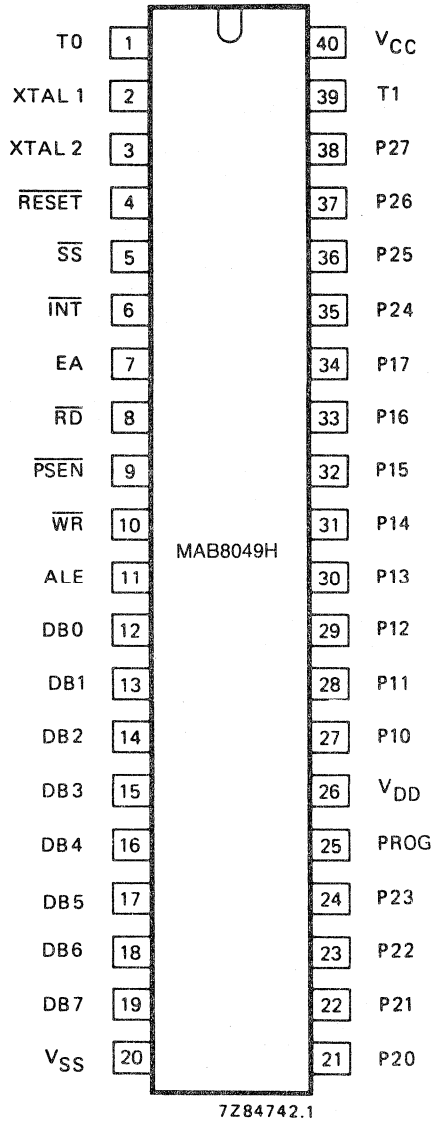 T0 1 40 VCC
XTAL 1 2 39 T1
XTAL 2 3 38 P27
RESET 4 37 P26
SS 5 36 P25
INT 6 35 P24
EA 7 34 P17
RD 8 33 P16
PSEN 9 32 P15
WR 10 31 P14
MAB8049H
ALE 11 30 P13
DB0 12 29 P12
DB1 13 28 P11
DB2 14 27 P10
DB3 15 26 VDD
DB4 16 25 PROG
DB5 17 24 P23
DB6 18 23 P22
DB7 19 22 P21
VSS 20 21 P20
7Z84742.1